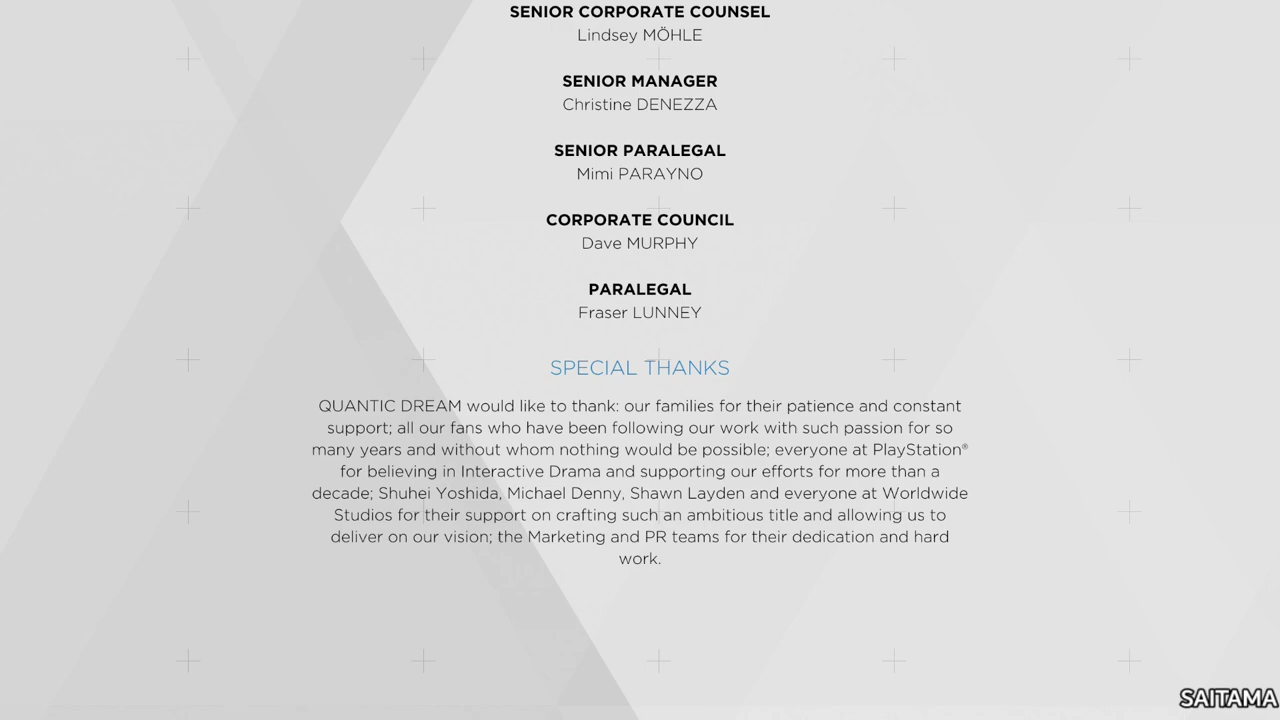 SENIOR CORPORATE COUNSEL
Lindsey MÖHLE
SENIOR MANAGER
Christine DENEZZA
SENIOR PARALEGAL
Mimi PARAYNO
CORPORATE COUNCIL
Dave MURPHY
PARALEGAL
Fraser LUNNEY
SPECIAL THANKS
QUANTIC DREAM would like to thank: our families for their patience and constant
support; all our fans who have been following our work with such passion for so
many years and without whom nothing would be possible; everyone at PlayStation®
for believing in Interactive Drama and supporting our efforts for more than a
decade; Shuhei Yoshida, Michael Denny, Shawn Layden and everyone at Worldwide
Studios for their support on crafting such an ambitious title and allowing us to
deliver on our vision; the Marketing and PR teams for their dedication and hard
work.
SAITAMA